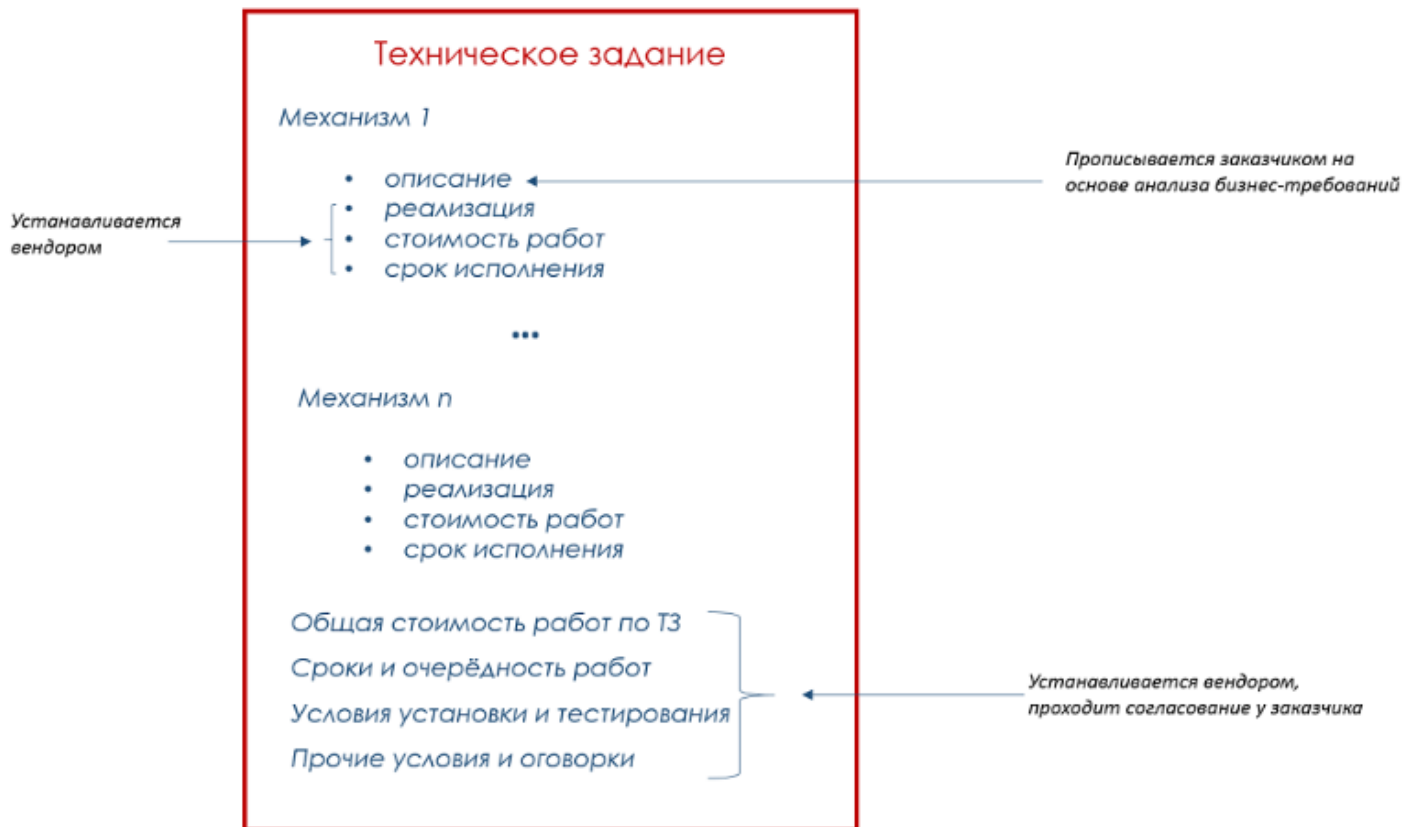 Техническое задание
Механизм 1
• описание
Прописывается заказчиком на
основе анализа бизнес-требований
Устанавливается
вендором
• реализация
• стоимость работ
• срок исполнения
•••
Механизм n
• описание
• реализация
• стоимость работ
• срок исполнения
Общая стоимость работ по ТЗ
Сроки и очерёдность работ
Условия установки и тестирования
Прочие условия и оговорки
Устанавливается вендором,
проходит согласование у заказчика